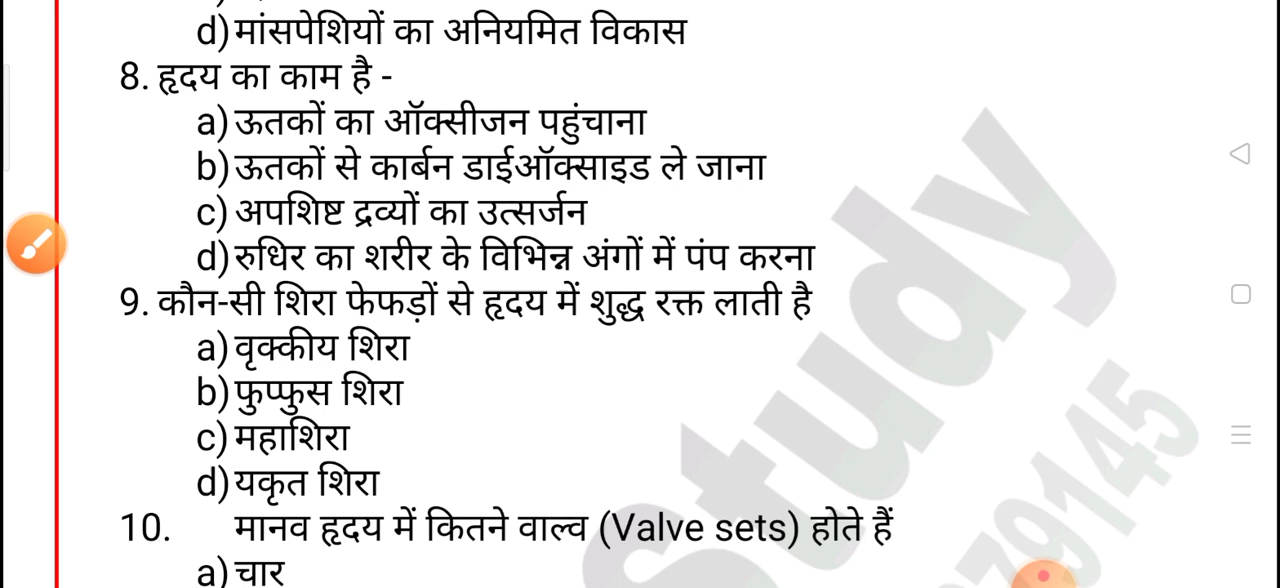 d) मांसपेशियों का अनियमित विकास
8. हृदय का काम है -
a) ऊतकों का ऑक्सीजन पहुंचाना
b) ऊतकों से कार्बन डाईऑक्साइड ले जाना
c) अपशिष्ट द्रव्यों का उत्सर्जन
d) रुधिर का शरीर के विभिन्न अंगों में पंप करना
9. कौन-सी शिरा फेफड़ों से हृदय में शुद्ध रक्त लाती है
a) वृक्कीय शिरा
b) फुप्फुस शिरा
c) महाशिरा
d) यकृत शिरा
10. मानव हृदय में कितने वाल्व (Valve sets) होते हैं
a) चार
Study
39145